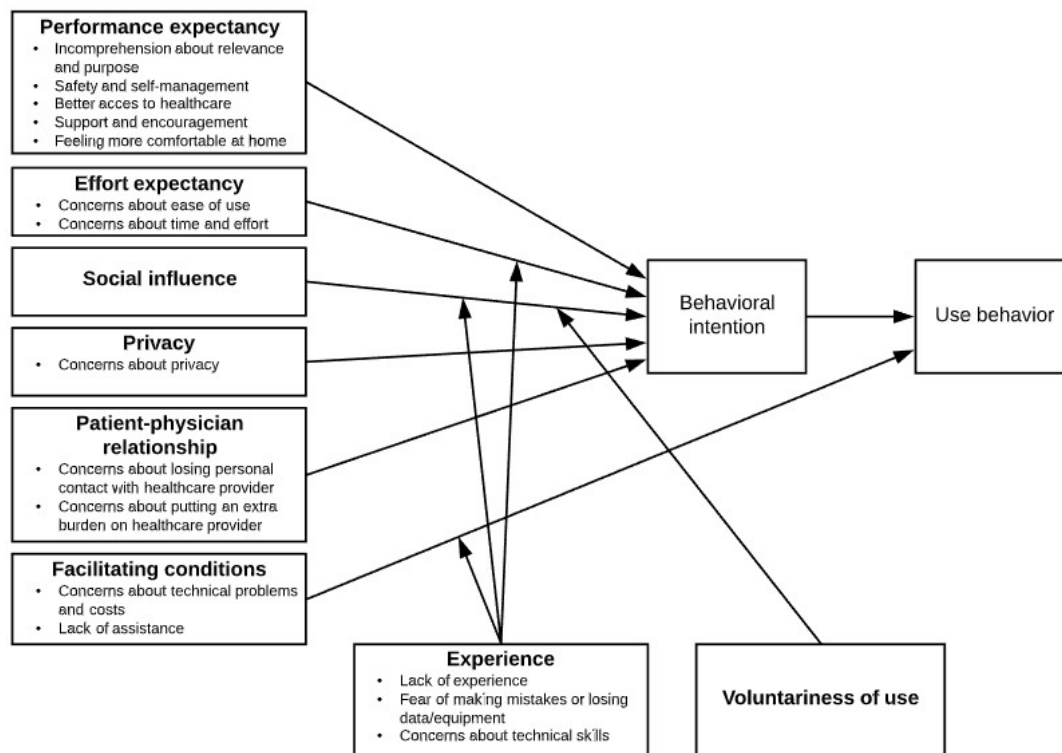 Performance expectancy
• Incomprehension about relevance
and purpose
• Safety and self-management
• Better acces to healthcare
• Support and encouragement
• Feeling more comfortable at home
Effort expectancy
• Concerns about ease of use
• Concerns about time and effort
Social influence
Privacy
• Concerns about privacy
Patient-physician
relationship
• Concerns about losing personal
contact with healthcare provider
• Concerns about putting an extra
burden on healthcare provider
Facilitating conditions
• Concerns about technical problems
and costs
• Lack of assistance
Behavioral
intention
Use behavior
Experience
• Lack of experience
• Fear of making mistakes or losing
data/equipment
• Concerns about technical skills
Voluntariness of
use